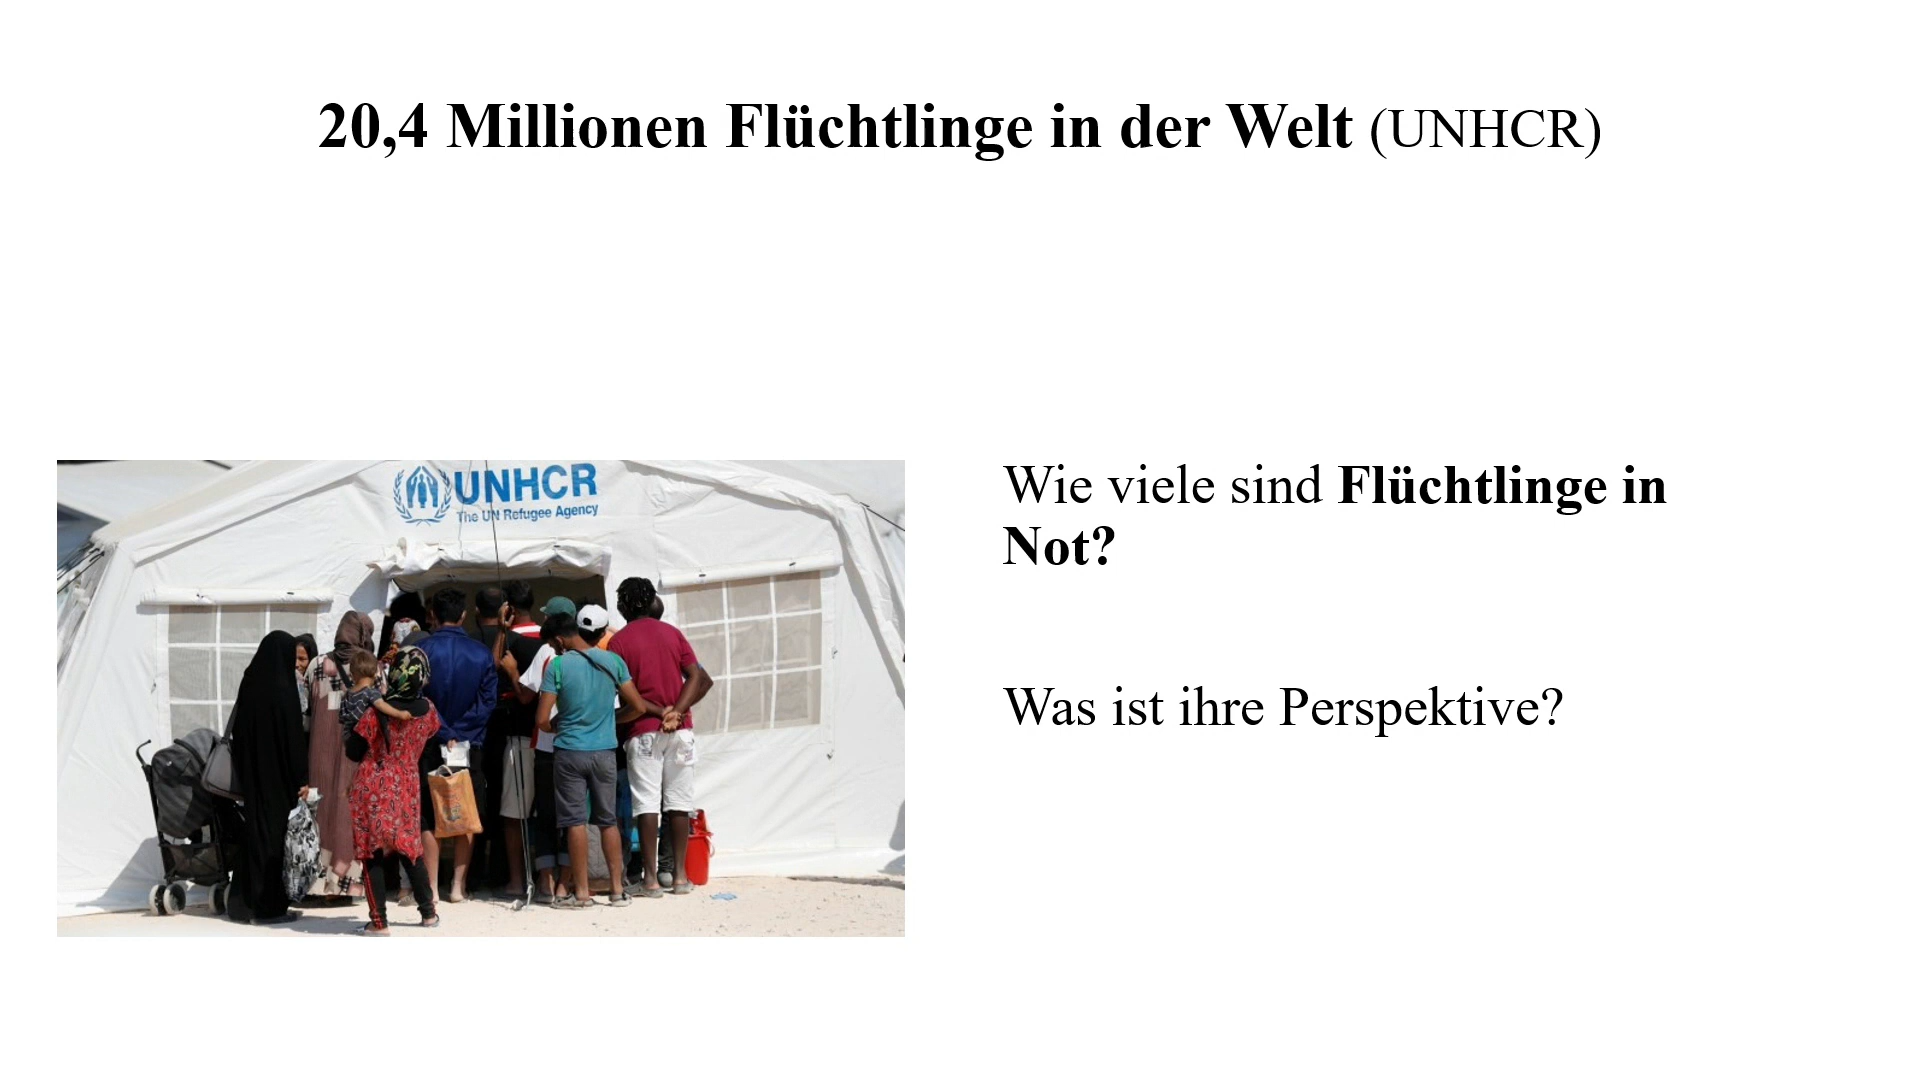 20,4 Millionen Flüchtlinge in der Welt (UNHCR)
UNHCR
The UN Refugee Agency
Wie viele sind Flüchtlinge in
Not?
Was ist ihre Perspektive?